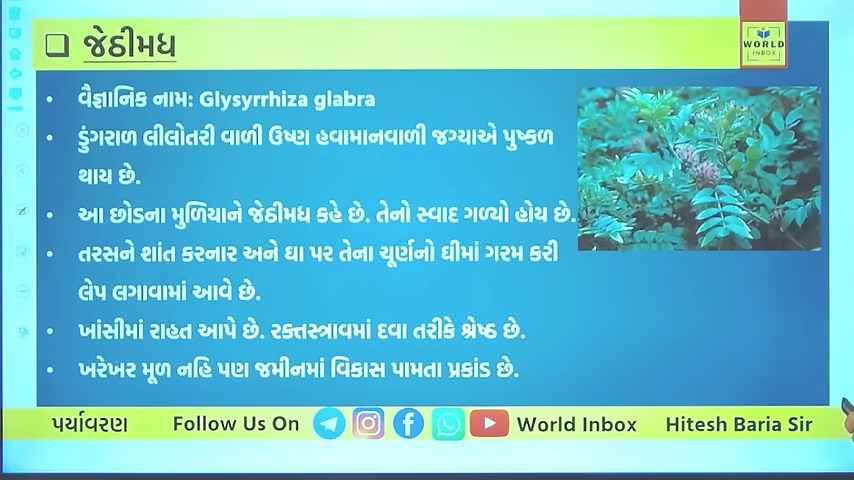 ❑ જેઠીમધ
WORLD
INBOX
• વૈજ્ઞાનિક નામ: Glysyrrhiza glabra
• ડુંગરાળ લીલોતરી વાળી ઉષ્ણ હવામાનવાળી જગ્યાએ પુષ્કળ
થાય છે.
• આ છોડના મુળિયાને જેઠીમધ કહે છે. તેનો સ્વાદ ગળ્યો હોય છે.
• તરસને શાંત કરનાર અને ઘા પર તેના ચૂર્ણનો ઘીમાં ગરમ કરી
લેપ લગાવામાં આવે છે.
• ખાંસીમાં રાહત આપે છે. રક્તસ્ત્રાવમાં દવા તરીકે શ્રેષ્ઠ છે.
• ખરેખર મૂળ નહિ પણ જમીનમાં વિકાસ પામતા પ્રકાંડ છે.
પર્યાવરણ Follow Us On World Inbox Hitesh Baria Sir